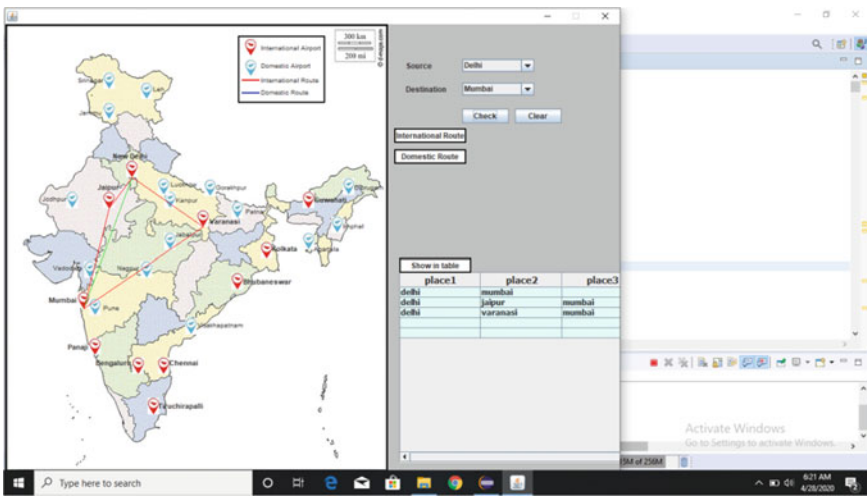 300 km
200 mi
© d-maps.com
International Airport
Domestic Airport
International Route
Domestic Route
Srinagar
Leh
Jammu
New Delhi
Jaipur
Jodhpur
Lucknow
Gorakhpur
Kanpur
Varanasi
Patna
Guwahati
Imphal
Agartala
Jabalpur
Kolkata
Vadodara
Nagpur
Bhubaneswar
Mumbai
Pune
Visakhapatnam
Panaji
Bengaluru
Chennai
Tiruchirapalli
Source
Delhi
Destination
Mumbai
Check
Clear
International Route
Domestic Route
Show in table
place1 place2 place3
delhi mumbai
delhi jaipur mumbai
delhi varanasi mumbai
Activate Windows
Go to Settings to activate Windows.
of 256M
Type here to search
6:21 AM
4/28/2020